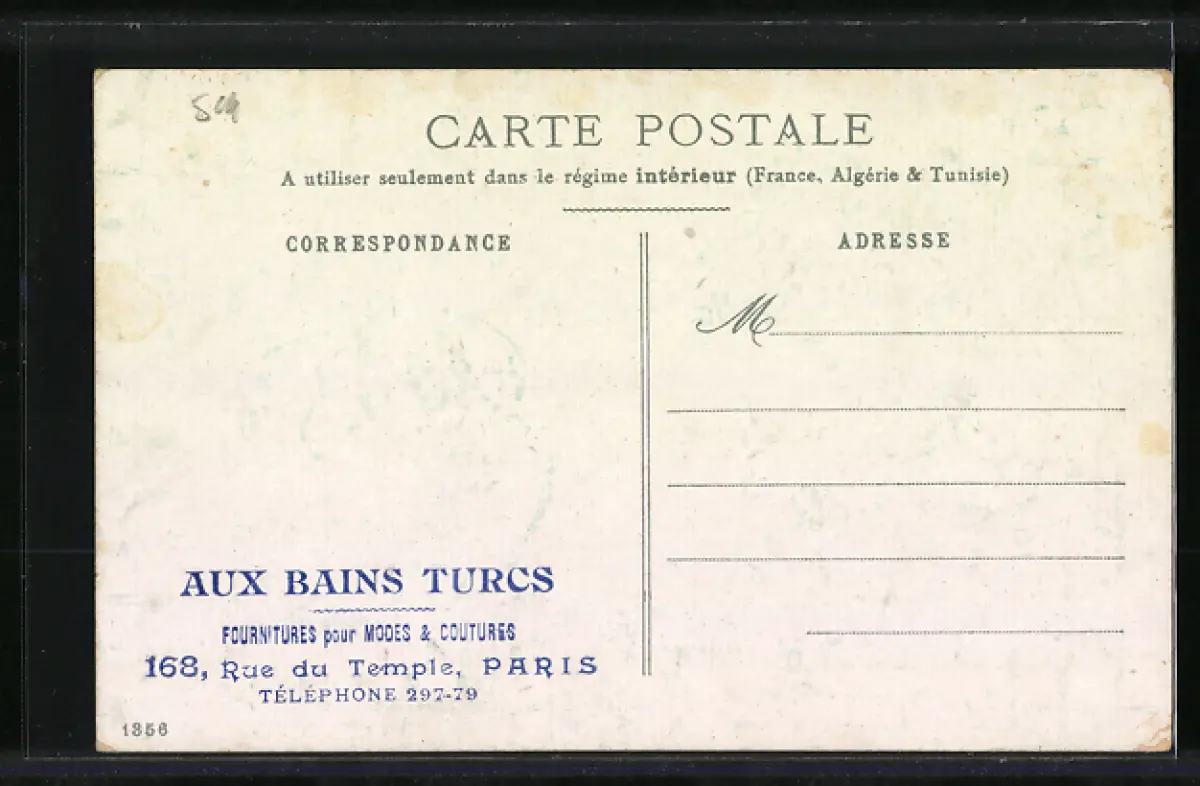 CARTE POSTALE
A utiliser seulement dans le régime intérieur (France, Algérie & Tunisie)
CORRESPONDANCE
ADRESSE
M
AUX BAINS TURCS
FOURNITURES pour MODES & COUTURES
168, Rue du Temple, PARIS
TÉLÉPHONE 297-79
1356